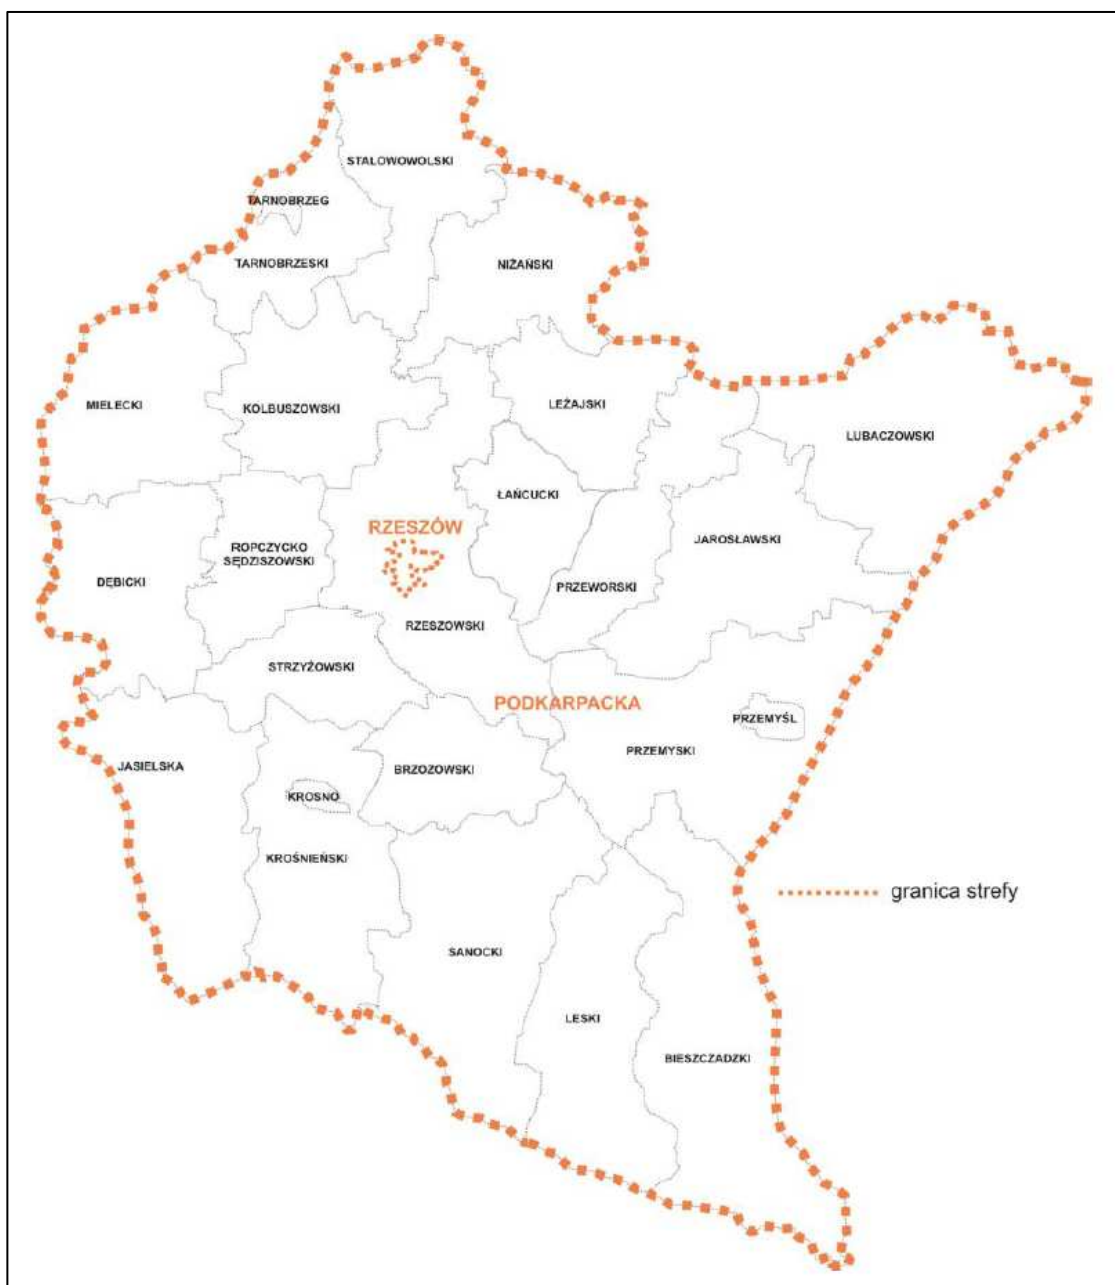 STALOWOWOLSKI
TARNOBRZEG
TARNOBRZESKI
NIŻAŃSKI
MIELECKI
KOLBUSZOWSKI
LEŻAJSKI
LUBACZOWSKI
ŁAŃCUCKI
RZESZÓW
JAROSŁAWSKI
ROPCZYCKO
SĘDZISZOWSKI
DĘBICKI
PRZEWORSKI
RZESZOWSKI
STRZYŻOWSKI
PODKARPACKA
PRZEMYŚL
PRZEMYSKI
JASIELSKA
BRZOZOWSKI
KROSNO
KROŚNIEŃSKI
granica strefy
SANOCKI
LESKI
BIESZCZADZKI